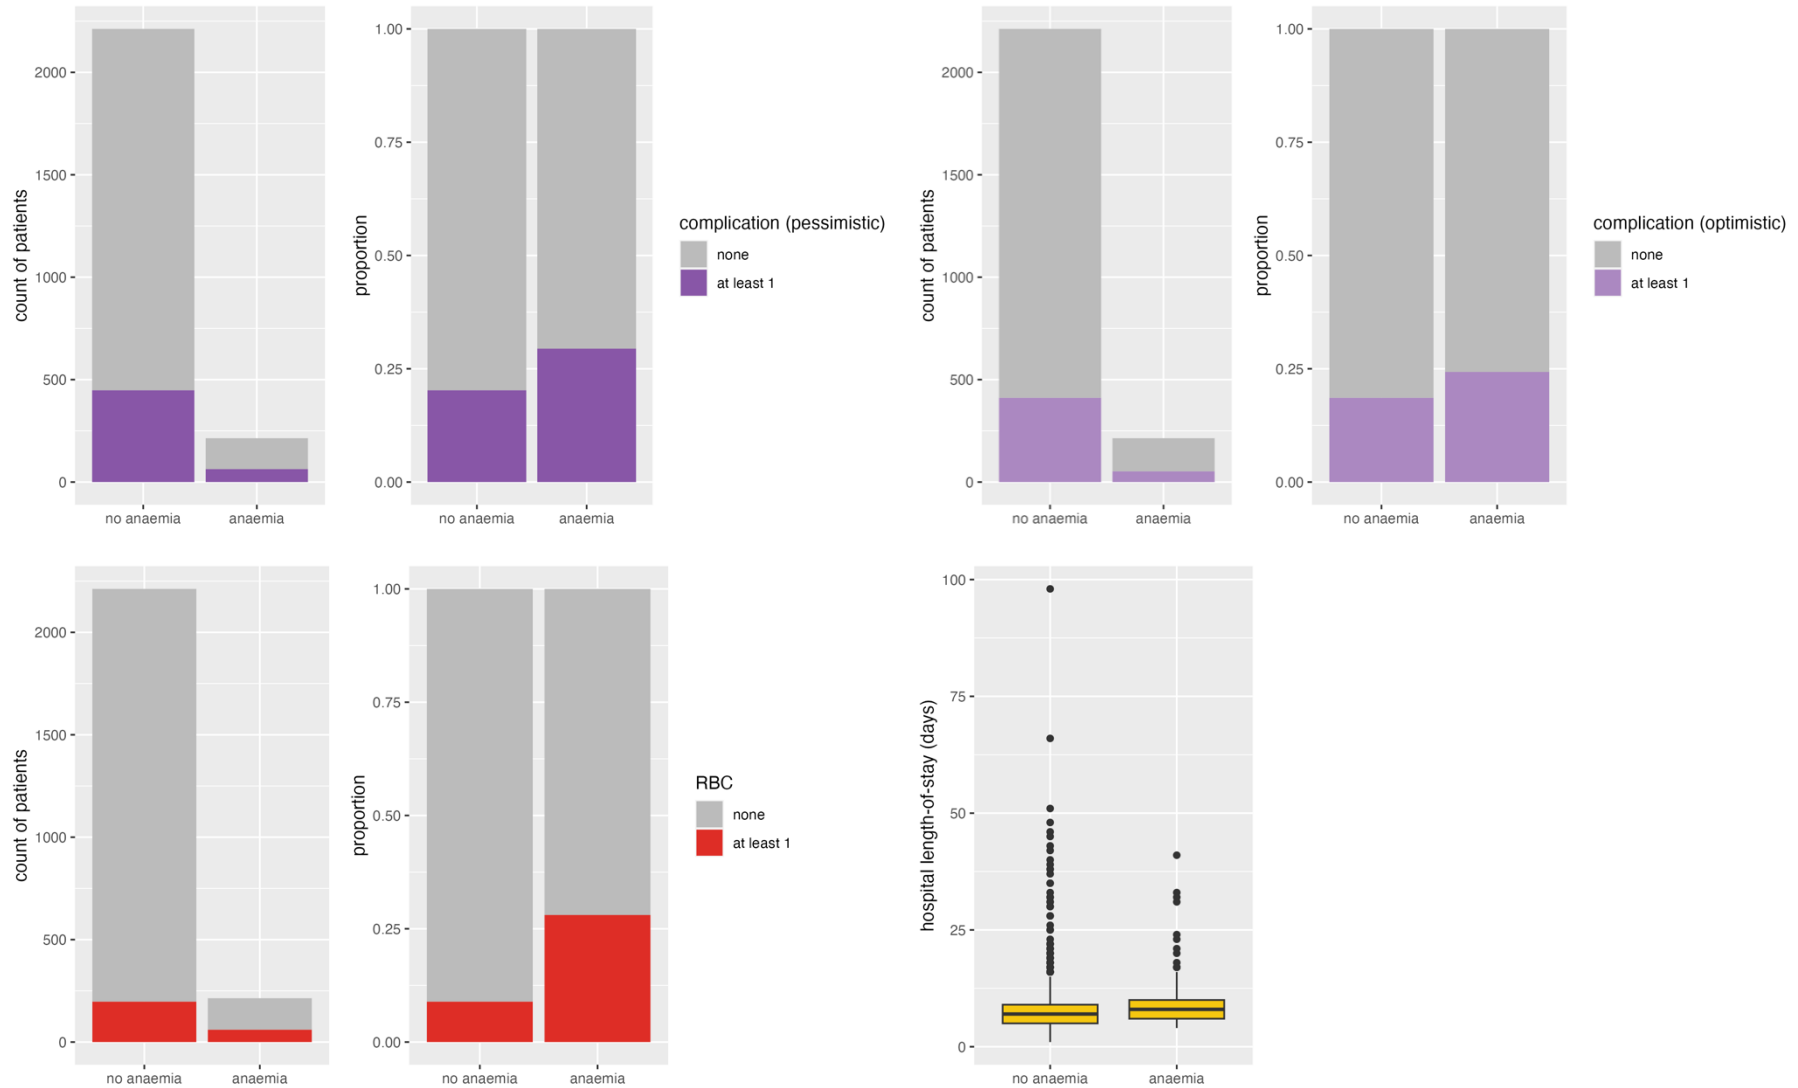 count of patients
2000
1500
1000
500
0
no anaemia
anaemia
proportion
1.00
0.75
0.50
0.25
0.00
no anaemia
anaemia
complication (pessimistic)
none
at least 1
count of patients
2000
1500
1000
500
0
no anaemia
anaemia
proportion
1.00
0.75
0.50
0.25
0.00
no anaemia
anaemia
complication (optimistic)
none
at least 1
count of patients
2000
1500
1000
500
0
no anaemia
anaemia
proportion
1.00
0.75
0.50
0.25
0.00
no anaemia
anaemia
RBC
none
at least 1
hospital length-of-stay (days)
100
75
50
25
0
no anaemia
anaemia